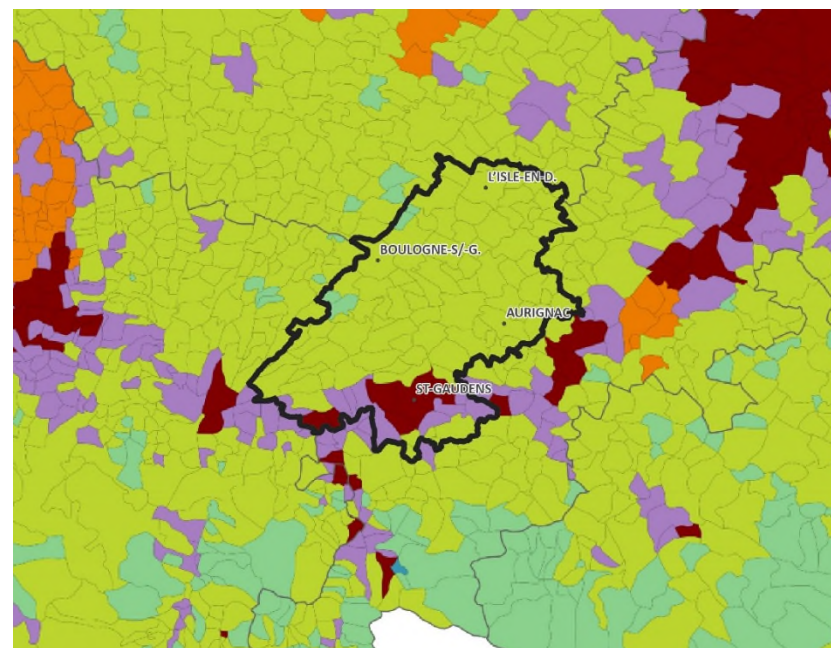 L'ISLE-EN-D.
BOULOGNE-S/-G.
AURIGNAC
ST-GAUDENS